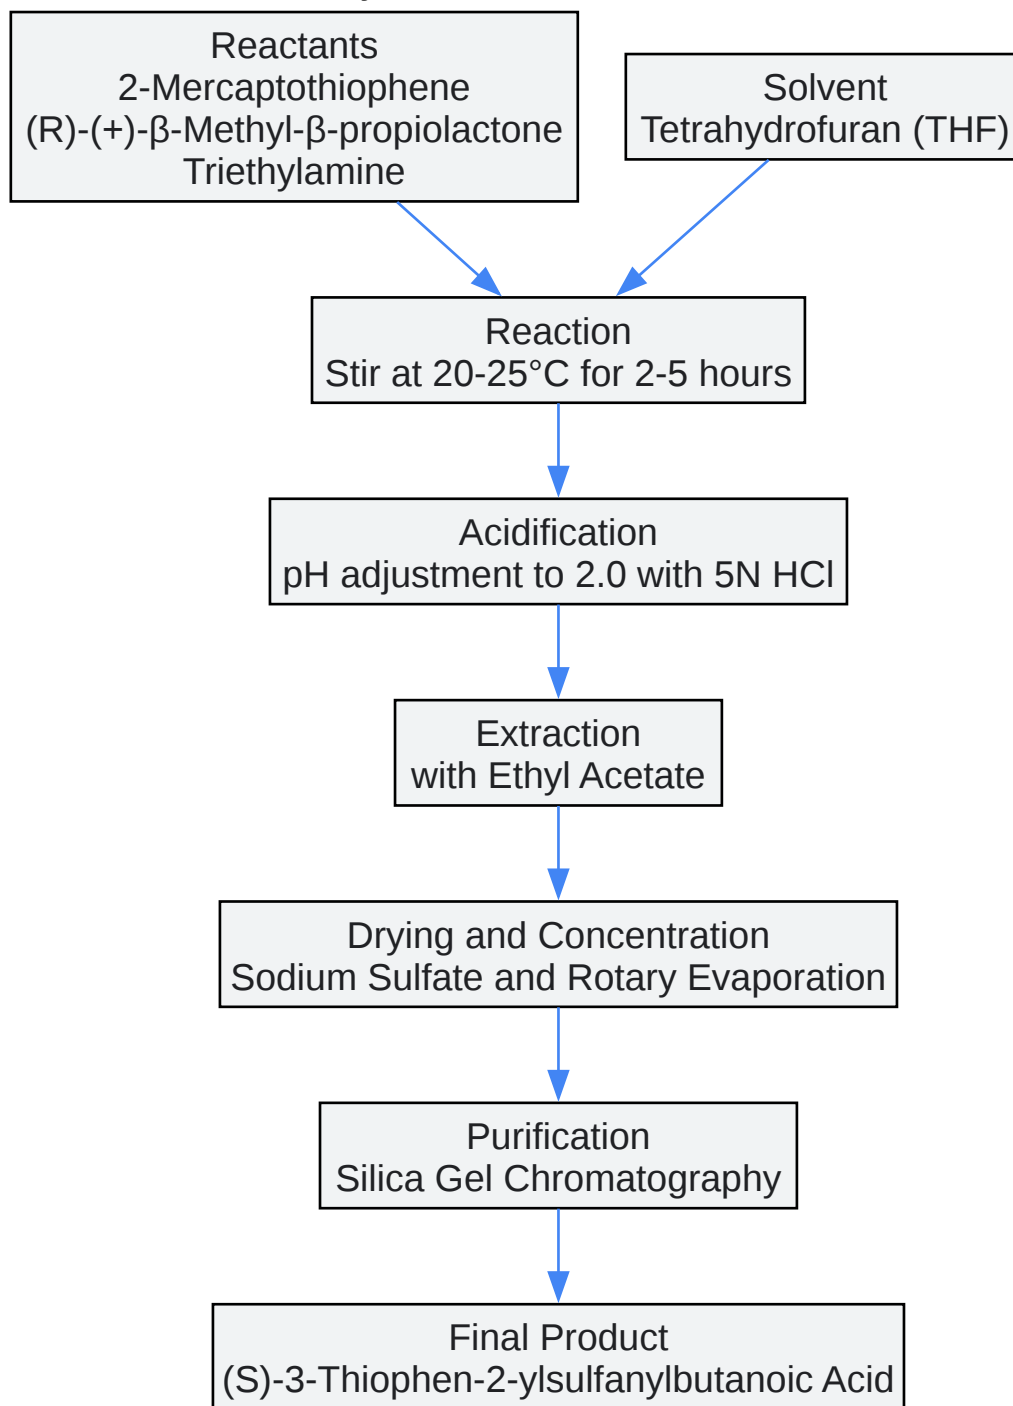 Reactants
2-Mercaptothiophene
(R)-(+)-β-Methyl-β-propiolactone
Triethylamine
Solvent
Tetrahydrofuran (THF)
Reaction
Stir at 20-25°C for 2-5 hours
Acidification
pH adjustment to 2.0 with 5N HCl
Extraction
with Ethyl Acetate
Drying and Concentration
Sodium Sulfate and Rotary Evaporation
Purification
Silica Gel Chromatography
Final Product
(S)-3-Thiophen-2-ylsulfanylbutanoic Acid